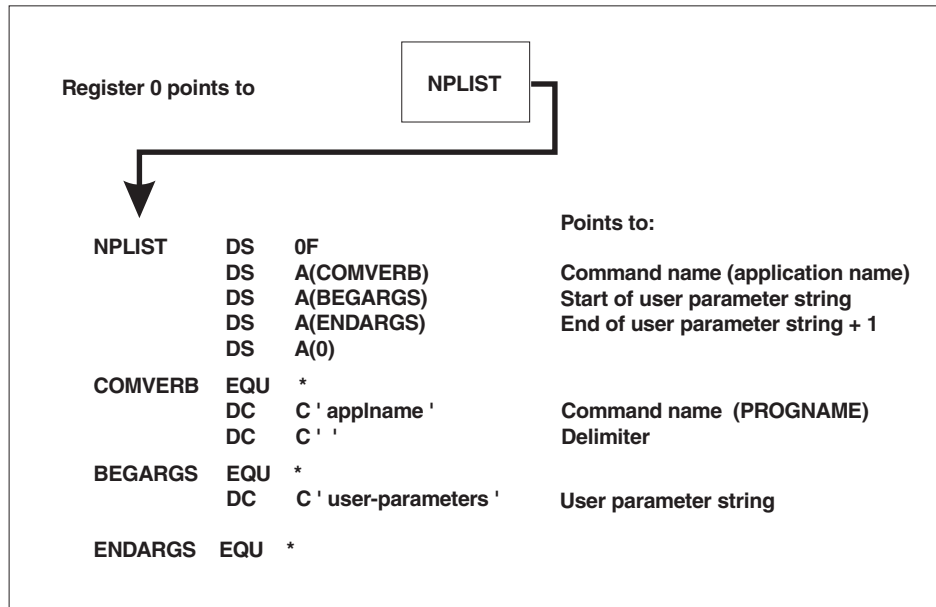 Register 0 points to
NPLIST
Points to:
NPLIST DS 0F
DS A(COMVERB) Command name (application name)
DS A(BEGARGS) Start of user parameter string
DS A(ENDARGS) End of user parameter string + 1
DS A(0)
COMVERB EQU *
DC C ' applname ' Command name (PROGNAME)
DC C ' ' Delimiter
BEGARGS EQU *
DC C ' user-parameters ' User parameter string
ENDARGS EQU *